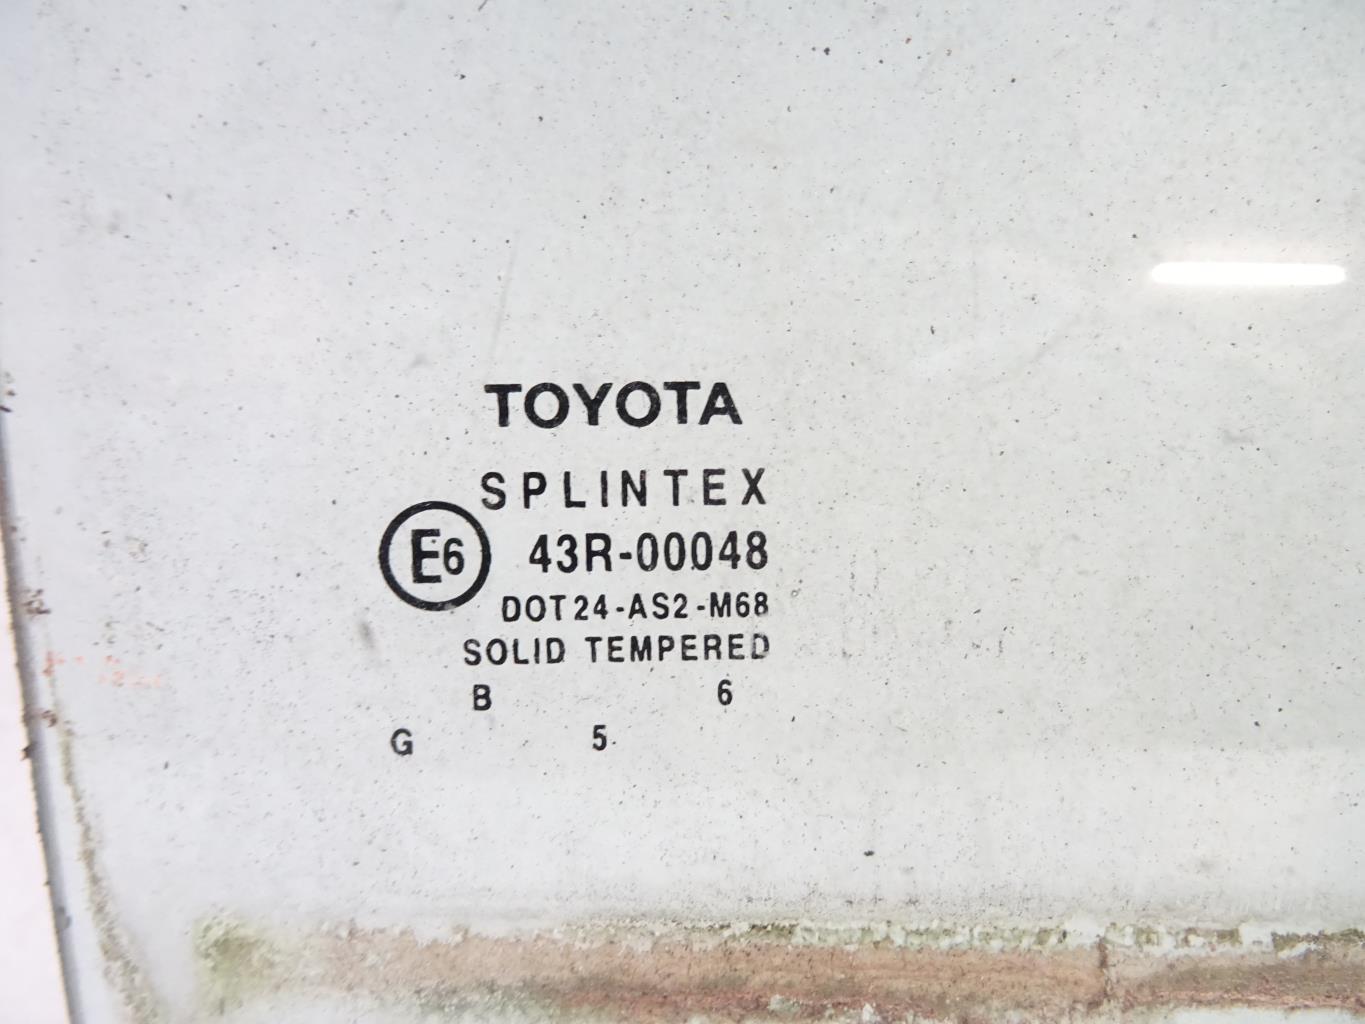 TOYOTA
SPLINTEX
E6 43R-00048
DOT24-AS2-M68
SOLID TEMPERED
B 6
G 5